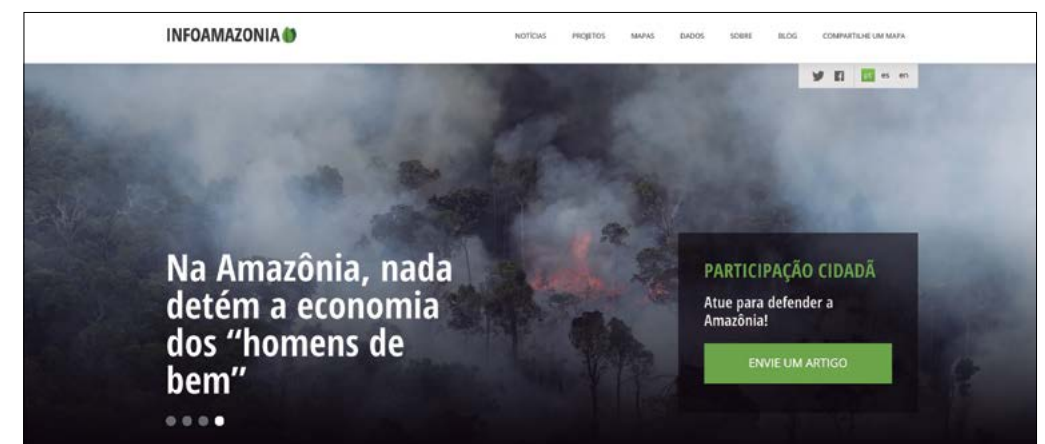 INFOAMAZONIA
NOTÍCIAS PROJETOS MAPAS DADOS SOBRE BLOG COMPARTILHE UM MAPA
pt es en
Na Amazônia, nada
detém a economia
dos “homens de
bem”
PARTICIPAÇÃO CIDADÃ
Atue para defender a
Amazônia!
ENVIE UM ARTIGO